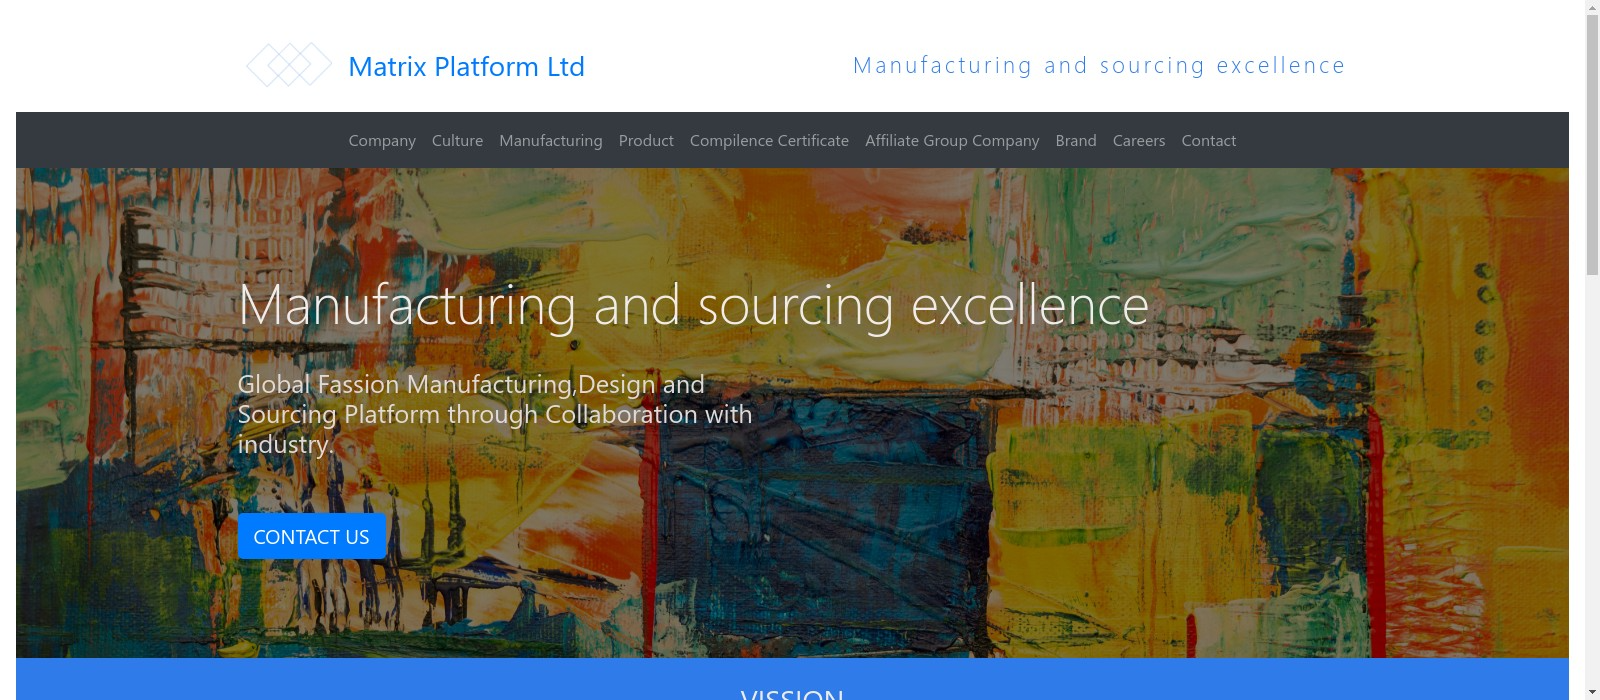 Matrix Platform Ltd
Manufacturing and sourcing excellence
Company Culture Manufacturing Product Compilence Certificate Affiliate Group Company Brand Careers Contact
Manufacturing and sourcing excellence
Global Fassion Manufacturing,Design and
Sourcing Platform through Collaboration with
industry.
CONTACT US
VISSION